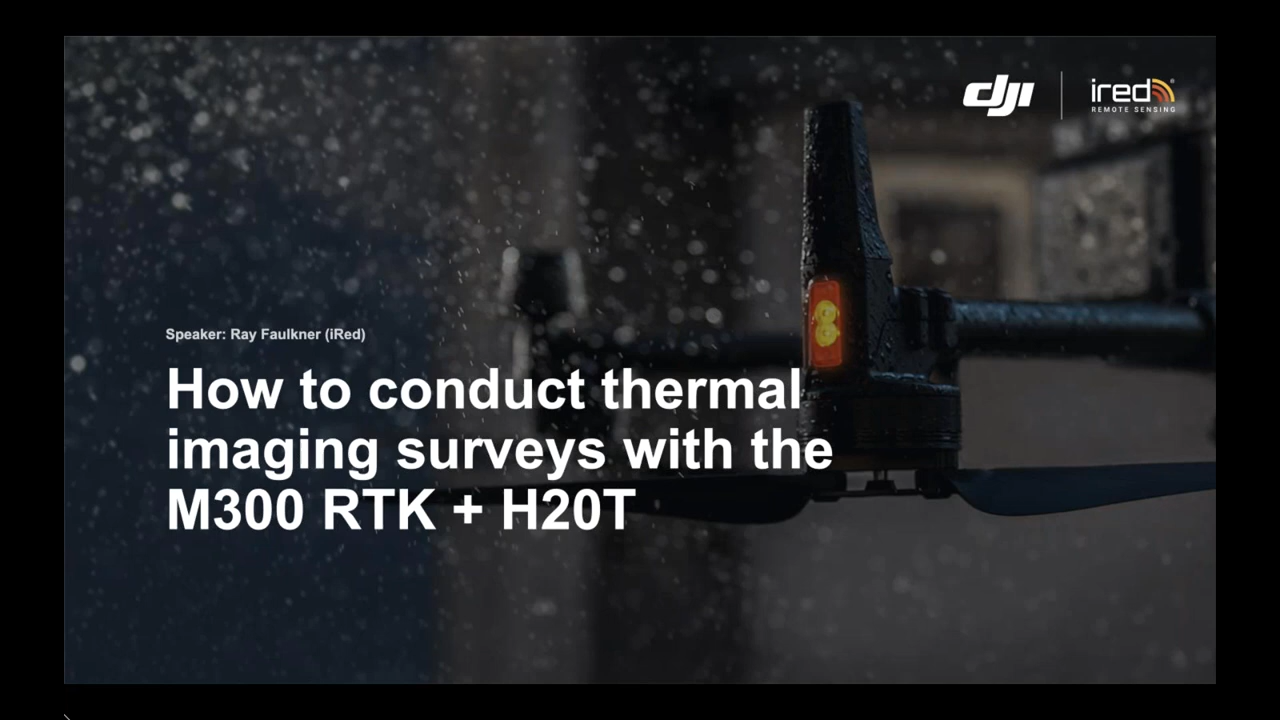 dji
ired
REMOTE SENSING
Speaker: Ray Faulkner (iRed)
How to conduct thermal
imaging surveys with the
M300 RTK + H20T